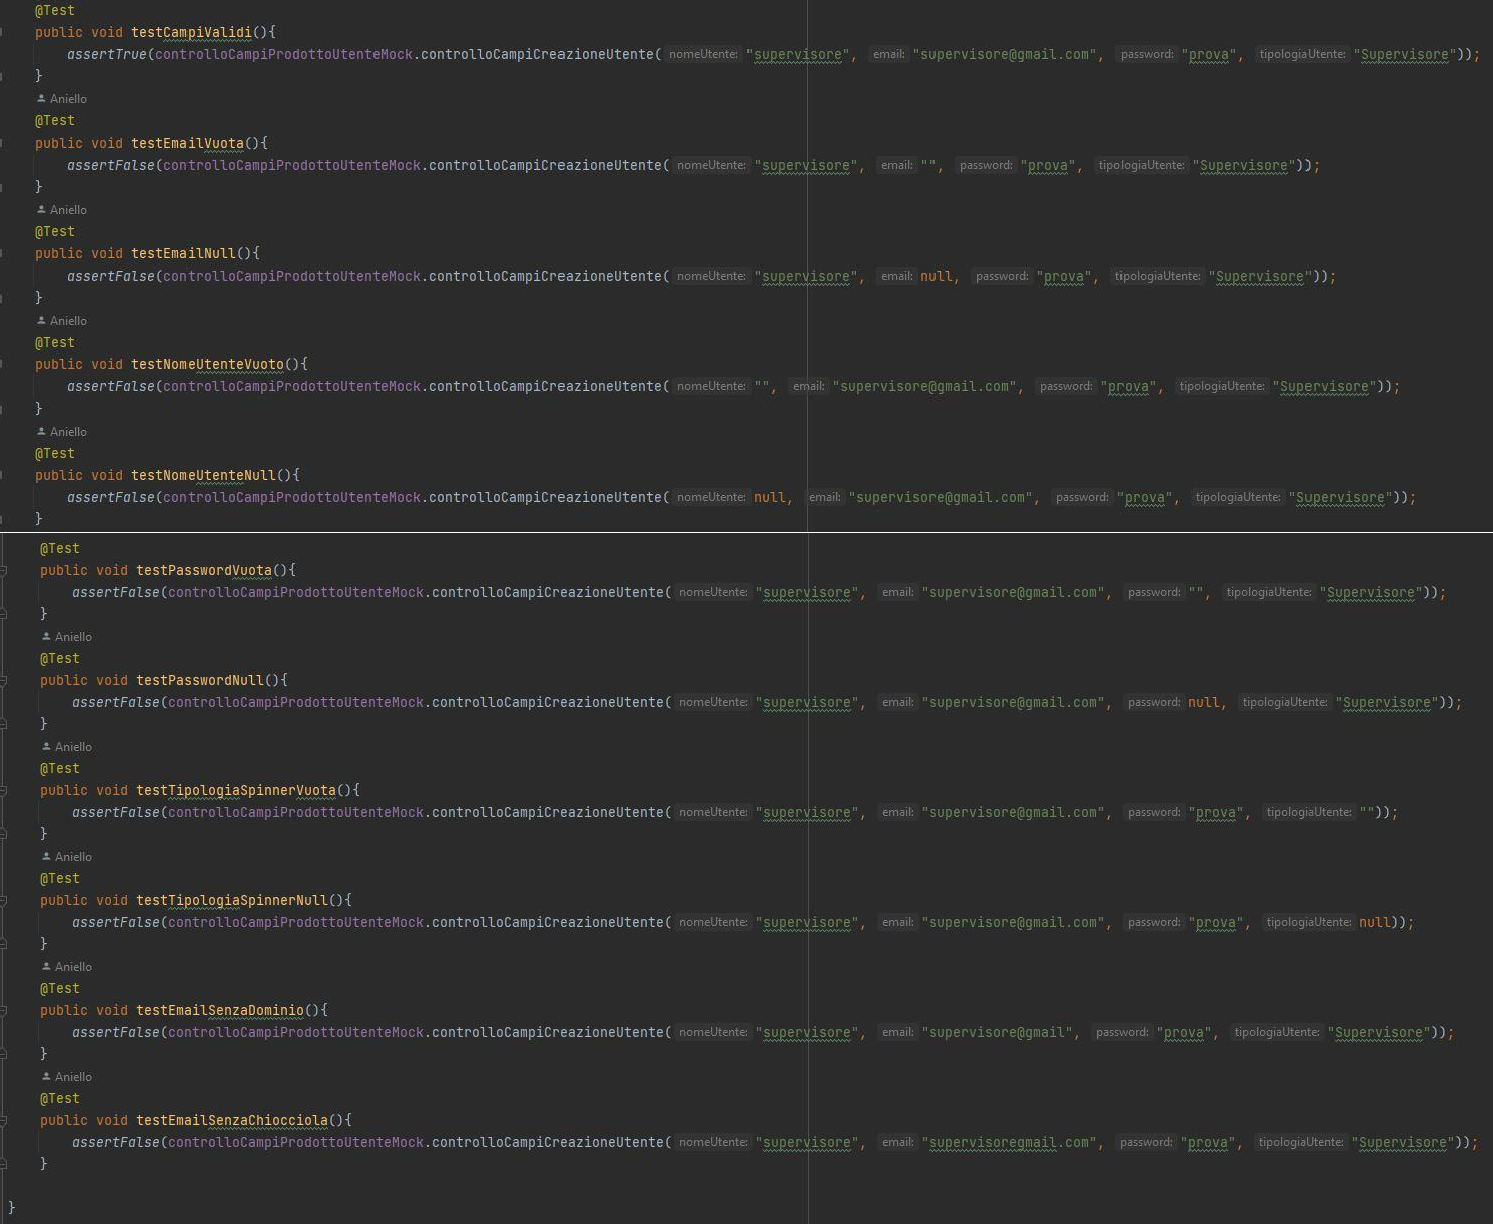 @Test
public void testCampiValidi(){
assertTrue(controlloCampiProdottoUtenteMock.controlloCampiCreazioneUtente( nomeUtente: "supervisore", email: "supervisore@gmail.com", password: "prova", tipologiaUtente: "Supervisore"));
}
Aniello
@Test
public void testEmailVuota(){
assertFalse(controlloCampiProdottoUtenteMock.controlloCampiCreazioneUtente( nomeUtente: "supervisore", email: "", password: "prova", tipologiaUtente: "Supervisore"));
}
Aniello
@Test
public void testEmailNull(){
assertFalse(controlloCampiProdottoUtenteMock.controlloCampiCreazioneUtente( nomeUtente: "supervisore", email: null, password: "prova", tipologiaUtente: "Supervisore"));
}
Aniello
@Test
public void testNomeUtenteVuoto(){
assertFalse(controlloCampiProdottoUtenteMock.controlloCampiCreazioneUtente( nomeUtente: "", email: "supervisore@gmail.com", password: "prova", tipologiaUtente: "Supervisore"));
}
Aniello
@Test
public void testNomeUtenteNull(){
assertFalse(controlloCampiProdottoUtenteMock.controlloCampiCreazioneUtente( nomeUtente: null, email: "supervisore@gmail.com", password: "prova", tipologiaUtente: "Supervisore"));
}
@Test
public void testPasswordVuota(){
assertFalse(controlloCampiProdottoUtenteMock.controlloCampiCreazioneUtente( nomeUtente: "supervisore", email: "supervisore@gmail.com", password: "", tipologiaUtente: "Supervisore"));
}
Aniello
@Test
public void testPasswordNull(){
assertFalse(controlloCampiProdottoUtenteMock.controlloCampiCreazioneUtente( nomeUtente: "supervisore", email: "supervisore@gmail.com", password: null, tipologiaUtente: "Supervisore"));
}
Aniello
@Test
public void testTipologiaSpinnerVuota(){
assertFalse(controlloCampiProdottoUtenteMock.controlloCampiCreazioneUtente( nomeUtente: "supervisore", email: "supervisore@gmail.com", password: "prova", tipologiaUtente: ""));
}
Aniello
@Test
public void testTipologiaSpinnerNull(){
assertFalse(controlloCampiProdottoUtenteMock.controlloCampiCreazioneUtente( nomeUtente: "supervisore", email: "supervisore@gmail.com", password: "prova", tipologiaUtente: null));
}
Aniello
@Test
public void testEmailSenzaDominio(){
assertFalse(controlloCampiProdottoUtenteMock.controlloCampiCreazioneUtente( nomeUtente: "supervisore", email: "supervisore@gmail", password: "prova", tipologiaUtente: "Supervisore"));
}
Aniello
@Test
public void testEmailSenzaChiocciola(){
assertFalse(controlloCampiProdottoUtenteMock.controlloCampiCreazioneUtente( nomeUtente: "supervisore", email: "supervisoregmail.com", password: "prova", tipologiaUtente: "Supervisore"));
}
}